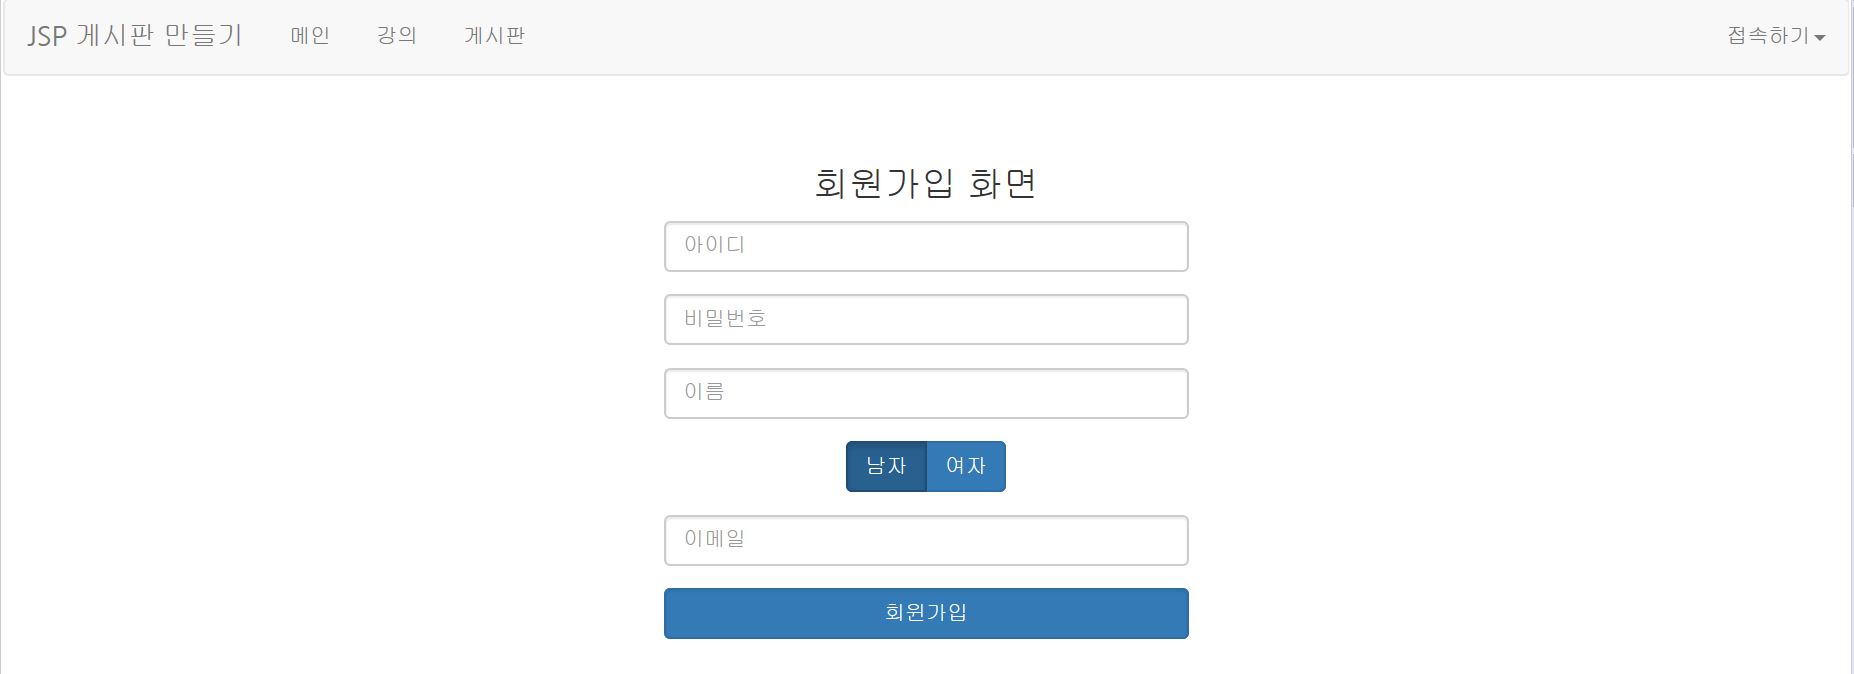 JSP 게시판 만들기 메인 강의 게시판 접속하기
회원가입 화면
아이디
비밀번호
이름
남자 여자
이메일
회원가입